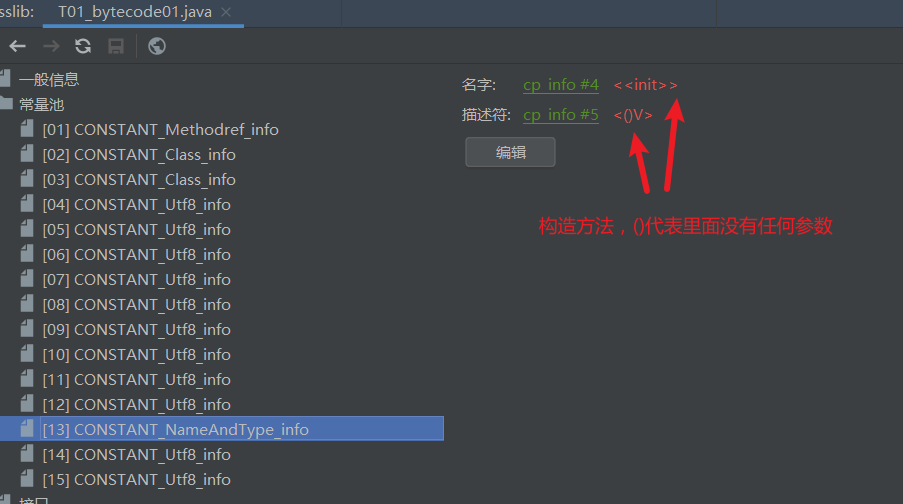 sslib:
T01_bytecode01.java
一般信息
常量池
[01] CONSTANT_Methodref_info
[02] CONSTANT_Class_info
[03] CONSTANT_Class_info
[04] CONSTANT_Utf8_info
[05] CONSTANT_Utf8_info
[06] CONSTANT_Utf8_info
[07] CONSTANT_Utf8_info
[08] CONSTANT_Utf8_info
[09] CONSTANT_Utf8_info
[10] CONSTANT_Utf8_info
[11] CONSTANT_Utf8_info
[12] CONSTANT_Utf8_info
[13] CONSTANT_NameAndType_info
[14] CONSTANT_Utf8_info
[15] CONSTANT_Utf8_info
接口
名字: cp_info #4 <<init>>
描述符: cp_info #5 <()V>
编辑
构造方法，()代表里面没有任何参数